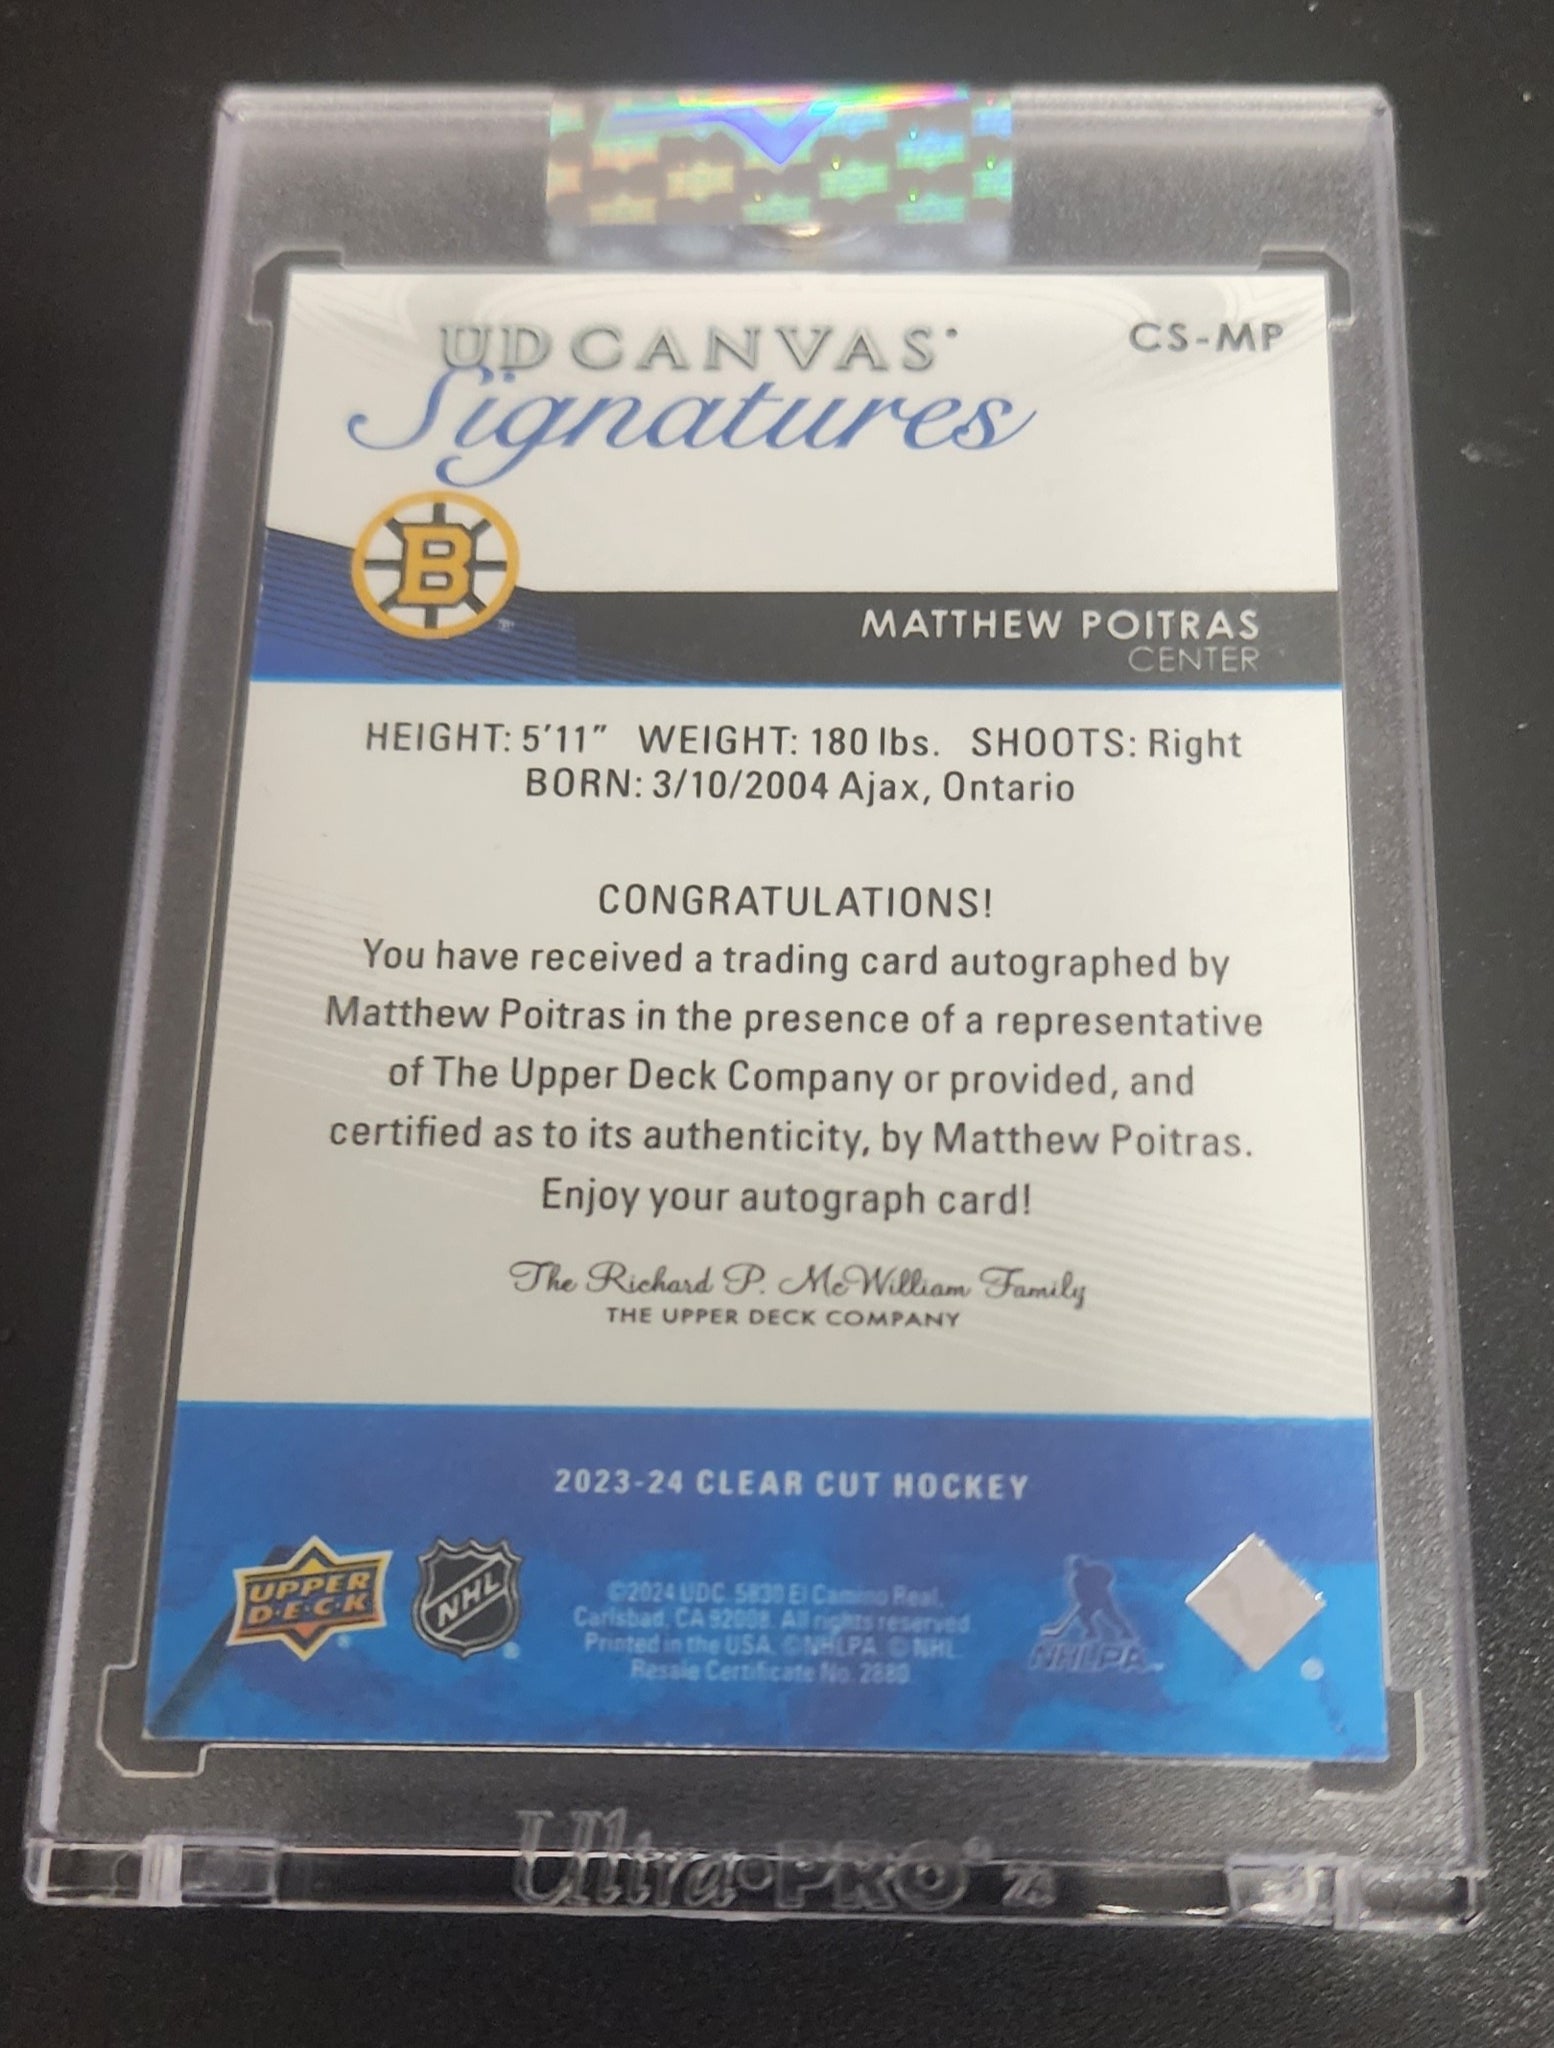 UD CANVAS
Signatures
CS-MP
B
MATTHEW POITRAS
CENTER
HEIGHT: 5'11" WEIGHT: 180 lbs. SHOOTS: Right
BORN: 3/10/2004 Ajax, Ontario
CONGRATULATIONS!
You have received a trading card autographed by
Matthew Poitras in the presence of a representative
of The Upper Deck Company or provided, and
certified as to its authenticity, by Matthew Poitras.
Enjoy your autograph card!
The Richard P. McWilliam Family
THE UPPER DECK COMPANY
2023-24 CLEAR CUT HOCKEY
UPPER
D·E·C·K
NHL
©2024 UDC. 5830 El Camino Real,
Carlsbad, CA 92008. All rights reserved.
Printed in the USA. ©NHLPA. © NHL.
Resale Certificate No. 2880
NHLPA
Ultra·PRO®